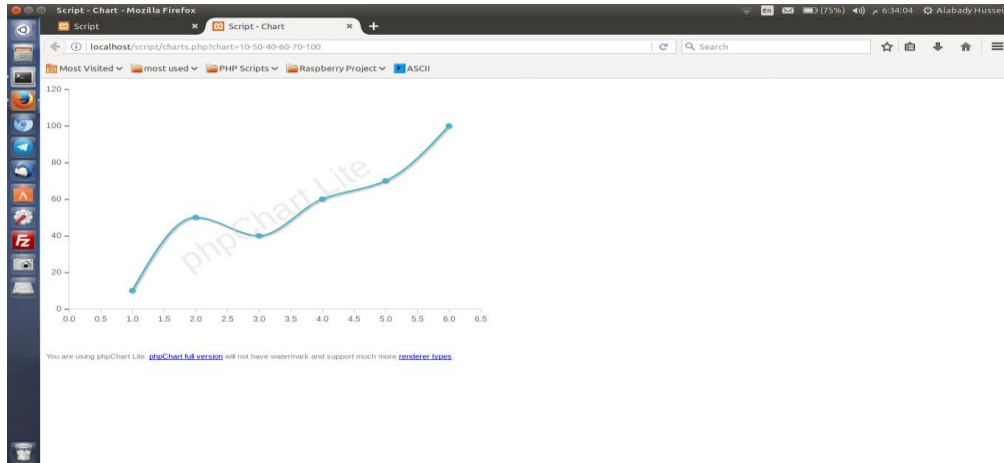 Script - Chart - Mozilla Firefox
En (75%) 6:34:04 Alabady Hussei
Script × Script - Chart × +
localhost/script/charts.php?chart=10-50-40-60-70-100 Search
Most Visited most used PHP Scripts Raspberry Project ASCII
120
100
80
60
40
20
0
0.0 0.5 1.0 1.5 2.0 2.5 3.0 3.5 4.0 4.5 5.0 5.5 6.0 6.5
phpChart Lite
You are using phpChart Lite. phpChart full version will not have watermark and support much more renderer types.
Fz